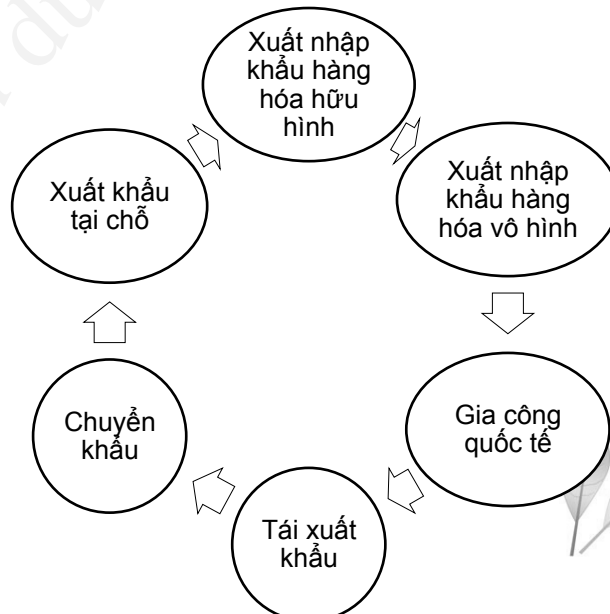 Xuất nhập
khẩu hàng
hóa hữu
hình
Xuất nhập
khẩu hàng
hóa vô hình
Gia công
quốc tế
Tái xuất
khẩu
Chuyển
khẩu
Xuất khẩu
tại chỗ